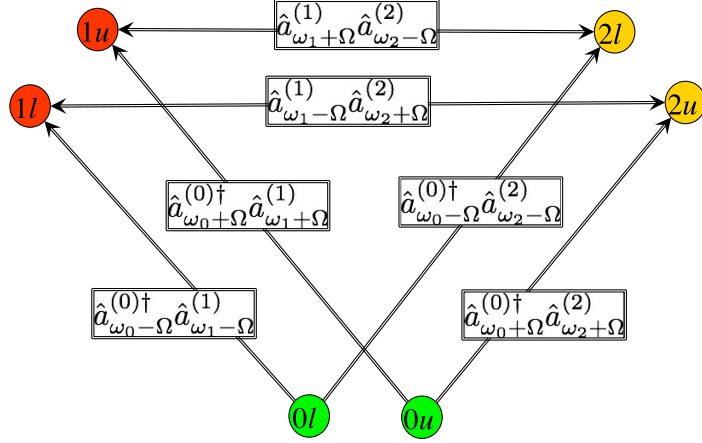 1u
â^{(1)}_{ω₁+Ω} â^{(2)}_{ω₂−Ω}
2l
1l
â^{(1)}_{ω₁−Ω} â^{(2)}_{ω₂+Ω}
2u
â^{(0)†}_{ω₀+Ω} â^{(1)}_{ω₁+Ω}
â^{(0)†}_{ω₀−Ω} â^{(2)}_{ω₂−Ω}
â^{(0)†}_{ω₀−Ω} â^{(1)}_{ω₁−Ω}
â^{(0)†}_{ω₀+Ω} â^{(2)}_{ω₂+Ω}
0l
0u